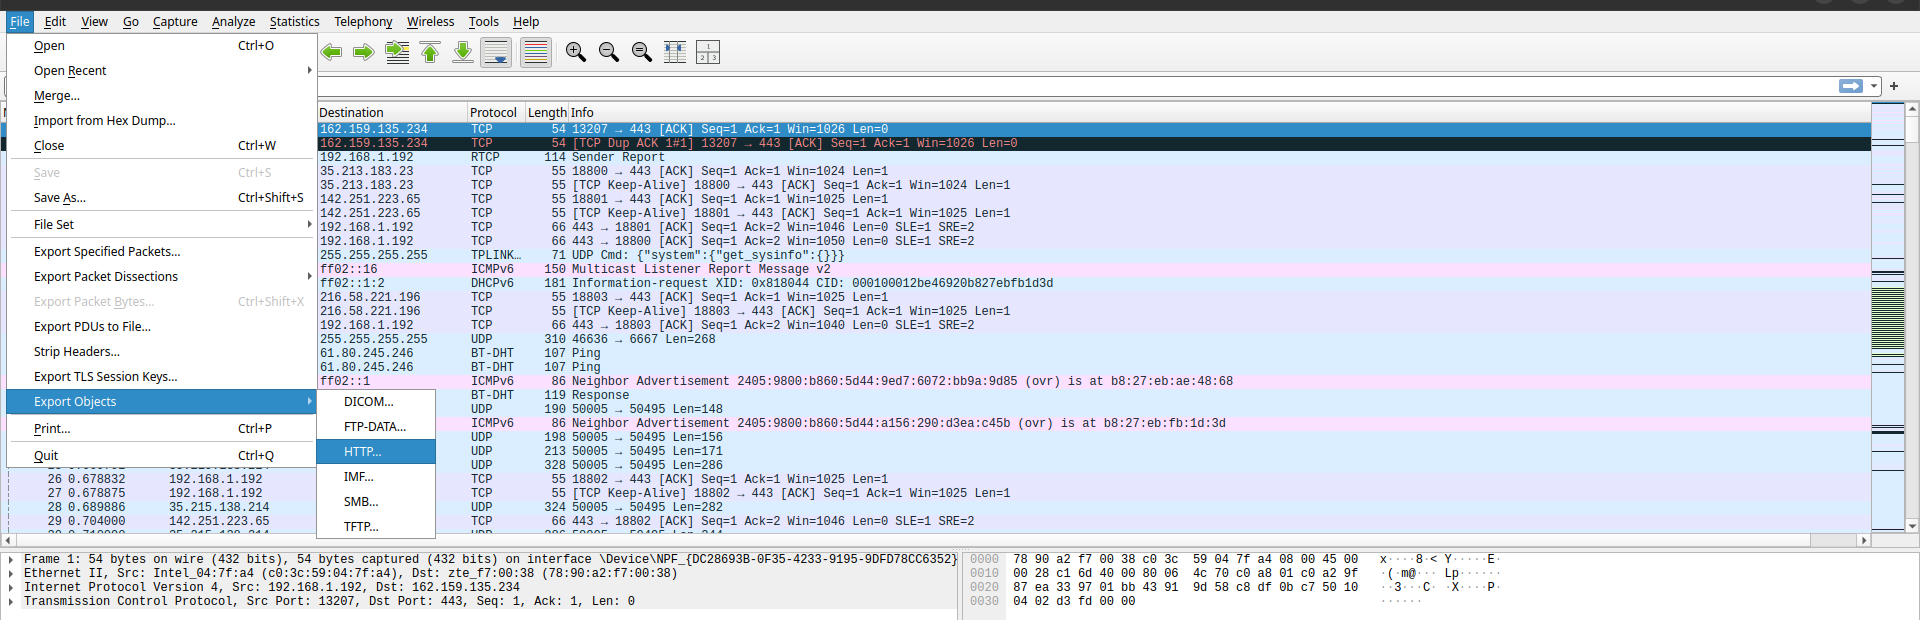 File Edit View Go Capture Analyze Statistics Telephony Wireless Tools Help
Open Ctrl+O
Open Recent
Merge...
Import from Hex Dump...
Close Ctrl+W
Save Ctrl+S
Save As... Ctrl+Shift+S
File Set
Export Specified Packets...
Export Packet Dissections
Export Packet Bytes... Ctrl+Shift+X
Export PDUs to File...
Strip Headers...
Export TLS Session Keys...
Export Objects
Print... Ctrl+P
Quit Ctrl+Q
DICOM...
FTP-DATA...
HTTP...
IMF...
SMB...
TFTP...
Destination Protocol Length Info
162.159.135.234 TCP 54 13207 → 443 [ACK] Seq=1 Ack=1 Win=1026 Len=0
162.159.135.234 TCP 54 [TCP Dup ACK 1#1] 13207 → 443 [ACK] Seq=1 Ack=1 Win=1026 Len=0
192.168.1.192 RTCP 114 Sender Report
35.213.183.23 TCP 55 18800 → 443 [ACK] Seq=1 Ack=1 Win=1024 Len=1
35.213.183.23 TCP 55 [TCP Keep-Alive] 18800 → 443 [ACK] Seq=1 Ack=1 Win=1024 Len=1
142.251.223.65 TCP 55 18801 → 443 [ACK] Seq=1 Ack=1 Win=1025 Len=1
142.251.223.65 TCP 55 [TCP Keep-Alive] 18801 → 443 [ACK] Seq=1 Ack=1 Win=1025 Len=1
192.168.1.192 TCP 66 443 → 18801 [ACK] Seq=1 Ack=2 Win=1046 Len=0 SLE=1 SRE=2
192.168.1.192 TCP 66 443 → 18800 [ACK] Seq=1 Ack=2 Win=1050 Len=0 SLE=1 SRE=2
255.255.255.255 TPLINK… 71 UDP Cmd: {"system":{"get_sysinfo":{}}}
ff02::16 ICMPv6 150 Multicast Listener Report Message v2
ff02::1:2 DHCPv6 181 Information-request XID: 0x818044 CID: 000100012be46920b827ebfb1d3d
216.58.221.196 TCP 55 18803 → 443 [ACK] Seq=1 Ack=1 Win=1025 Len=1
216.58.221.196 TCP 55 [TCP Keep-Alive] 18803 → 443 [ACK] Seq=1 Ack=1 Win=1025 Len=1
192.168.1.192 TCP 66 443 → 18803 [ACK] Seq=1 Ack=2 Win=1040 Len=0 SLE=1 SRE=2
255.255.255.255 UDP 310 46636 → 6667 Len=268
61.80.245.246 BT-DHT 107 Ping
61.80.245.246 BT-DHT 107 Ping
ff02::1 ICMPv6 86 Neighbor Advertisement 2405:9800:b860:5d44:9ed7:6072:bb9a:9d85 (ovr) is at b8:27:eb:ae:48:68
BT-DHT 119 Response
UDP 190 50005 → 50495 Len=148
ICMPv6 86 Neighbor Advertisement 2405:9800:b860:5d44:a156:290:d3ea:c45b (ovr) is at b8:27:eb:fb:1d:3d
UDP 198 50005 → 50495 Len=156
UDP 213 50005 → 50495 Len=171
UDP 328 50005 → 50495 Len=286
26 0.678832 192.168.1.192 TCP 55 18802 → 443 [ACK] Seq=1 Ack=1 Win=1025 Len=1
27 0.678875 192.168.1.192 TCP 55 [TCP Keep-Alive] 18802 → 443 [ACK] Seq=1 Ack=1 Win=1025 Len=1
28 0.689886 35.215.138.214 UDP 324 50005 → 50495 Len=282
29 0.704000 142.251.223.65 TCP 66 443 → 18802 [ACK] Seq=1 Ack=2 Win=1046 Len=0 SLE=1 SRE=2
Frame 1: 54 bytes on wire (432 bits), 54 bytes captured (432 bits) on interface \Device\NPF_{DC28693B-0F35-4233-9195-9DFD78CC6352}
Ethernet II, Src: Intel_04:7f:a4 (c0:3c:59:04:7f:a4), Dst: zte_f7:00:38 (78:90:a2:f7:00:38)
Internet Protocol Version 4, Src: 192.168.1.192, Dst: 162.159.135.234
Transmission Control Protocol, Src Port: 13207, Dst Port: 443, Seq: 1, Ack: 1, Len: 0
0000 78 90 a2 f7 00 38 c0 3c 59 04 7f a4 08 00 45 00 x····8·< Y·····E·
0010 00 28 c1 6d 40 00 80 06 4c 70 c0 a8 01 c0 a2 9f ·(·m@··· Lp······
0020 87 ea 33 97 01 bb 43 91 9d 58 c8 df 0b c7 50 10 ··3···C· ·X····P·
0030 04 02 d3 fd 00 00 ······